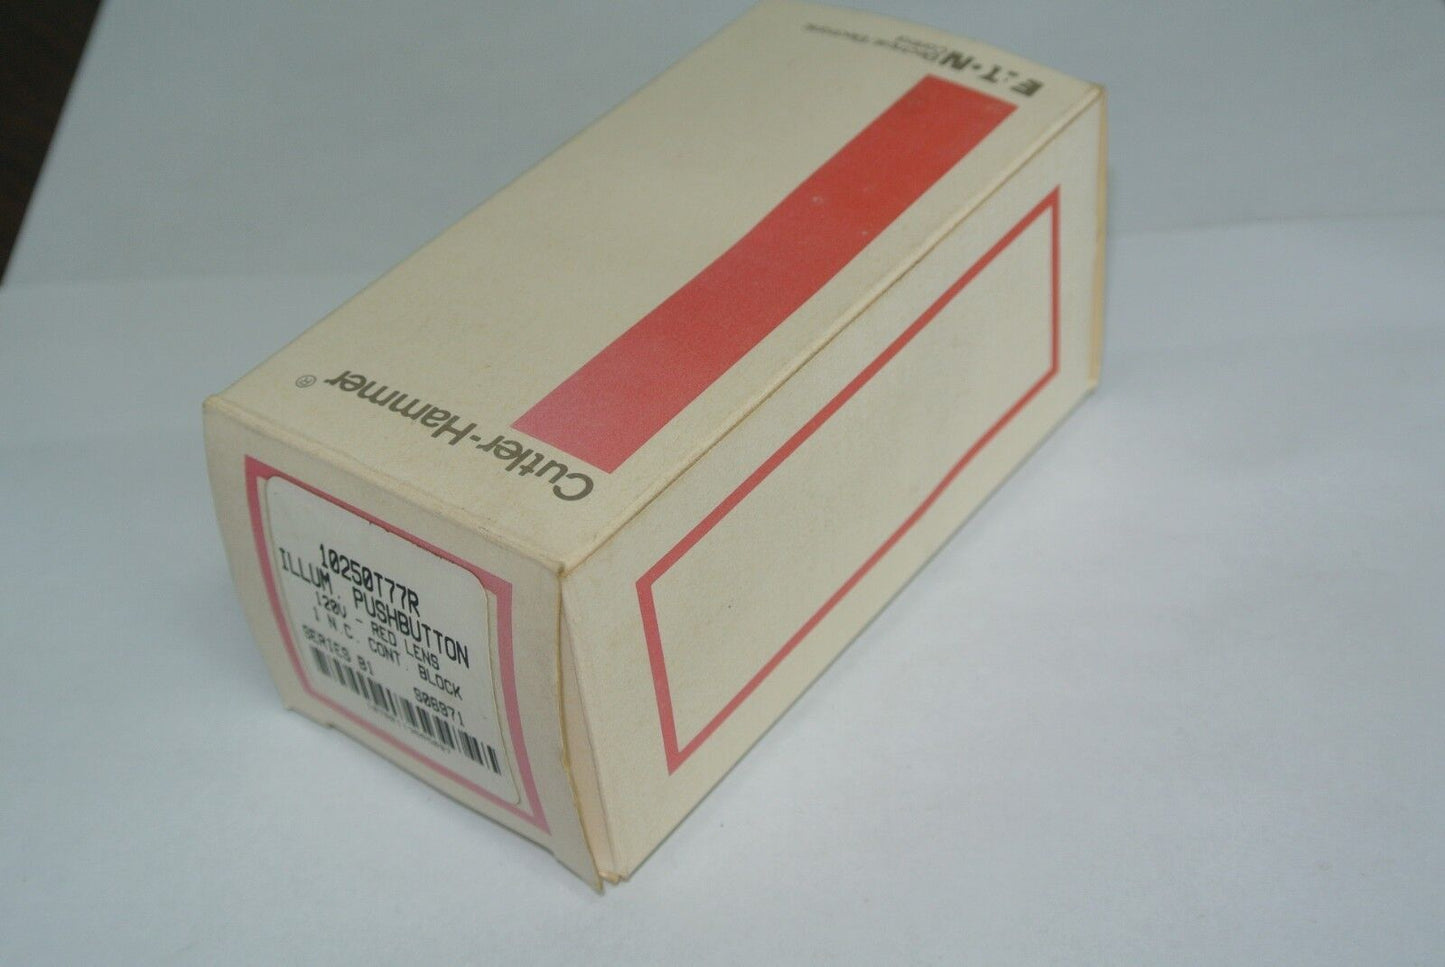 E·T·N
Cutler-Hammer®
10250T77R
ILLUM. PUSHBUTTON
120V - RED LENS
1 N.C. CONT. BLOCK
SERIES B1